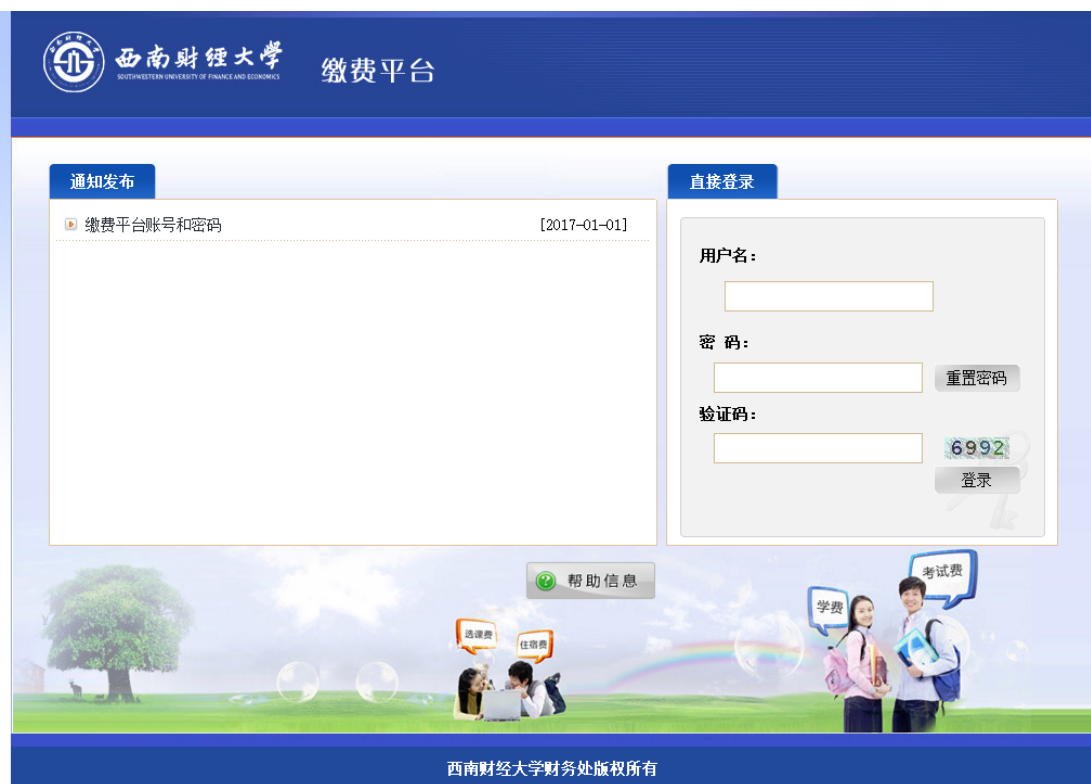 西南财经大学
SOUTHWESTERN UNIVERSITY OF FINANCE AND ECONOMICS
缴费平台
通知发布
缴费平台账号和密码 [2017-01-01]
直接登录
用户名：
密 码：
重置密码
验证码：
6992
登录
帮助信息
选课费
住宿费
学费
考试费
西南财经大学财务处版权所有